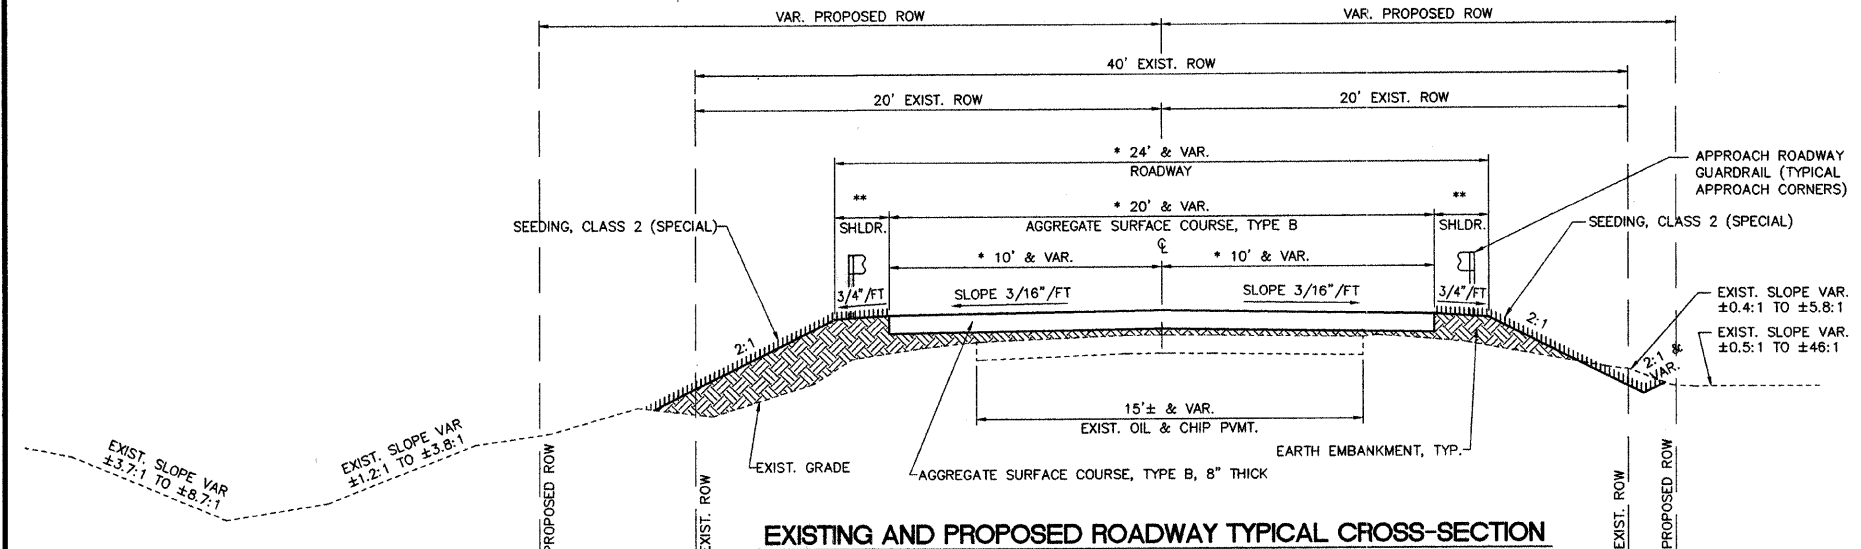 VAR. PROPOSED ROW
VAR. PROPOSED ROW
40' EXIST. ROW
20' EXIST. ROW
20' EXIST. ROW
* 24' & VAR.
ROADWAY
APPROACH ROADWAY
GUARDRAIL (TYPICAL
APPROACH CORNERS)
**
**
* 20' & VAR.
SEEDING, CLASS 2 (SPECIAL)
SHLDR.
AGGREGATE SURFACE COURSE, TYPE B
SHLDR.
SEEDING, CLASS 2 (SPECIAL)
℄
* 10' & VAR.
* 10' & VAR.
3/4"/FT
SLOPE 3/16"/FT
SLOPE 3/16"/FT
3/4"/FT
EXIST. SLOPE VAR.
±0.4:1 TO ±5.8:1
2:1
2:1
EXIST. SLOPE VAR.
±0.5:1 TO ±46:1
2:1 &
VAR.
15'± & VAR.
EXIST. OIL & CHIP PVMT.
EXIST. SLOPE VAR
±3.7:1 TO ±8.7:1
EXIST. SLOPE VAR
±1.2:1 TO ±3.8:1
EXIST. GRADE
AGGREGATE SURFACE COURSE, TYPE B, 8" THICK
EARTH EMBANKMENT, TYP.
PROPOSED ROW
EXIST. ROW
EXIST. ROW
PROPOSED ROW
EXISTING AND PROPOSED ROADWAY TYPICAL CROSS-SECTION